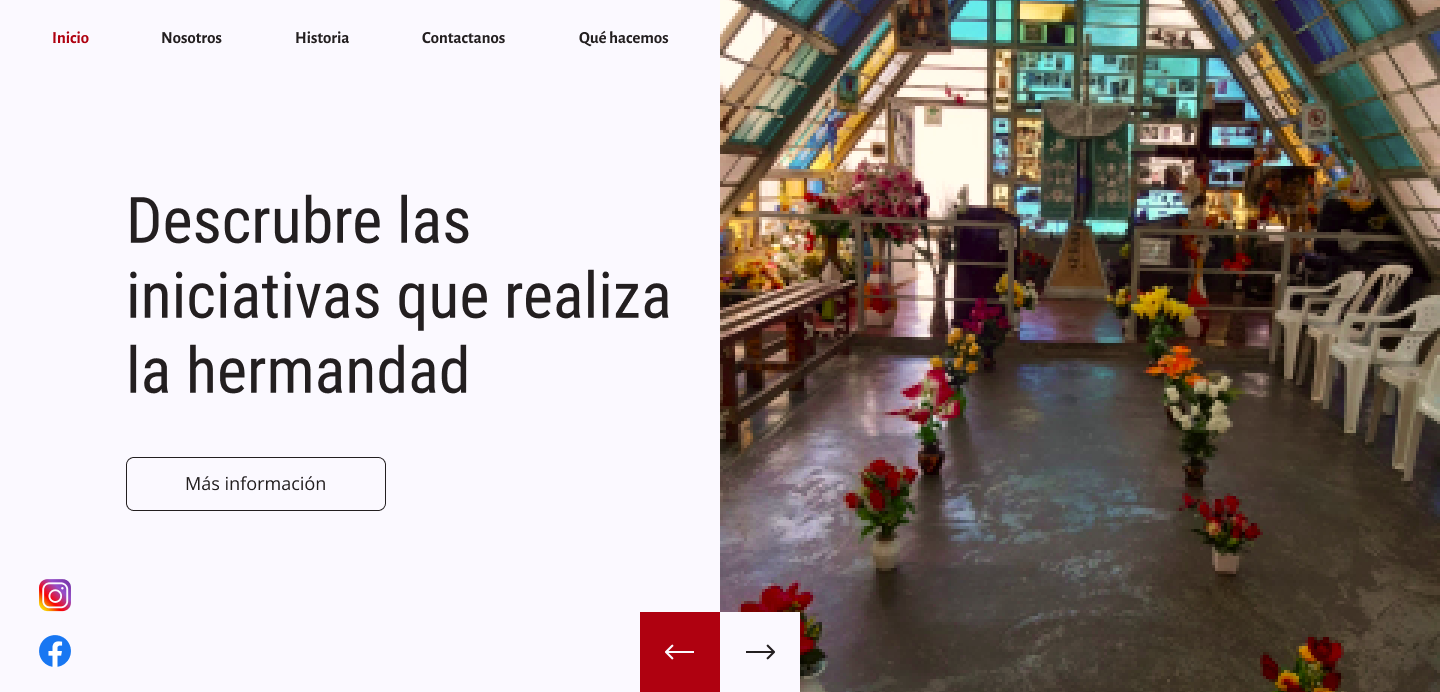 Inicio Nosotros Historia Contactanos Qué hacemos
Descrubre las
iniciativas que realiza
la hermandad
Más información